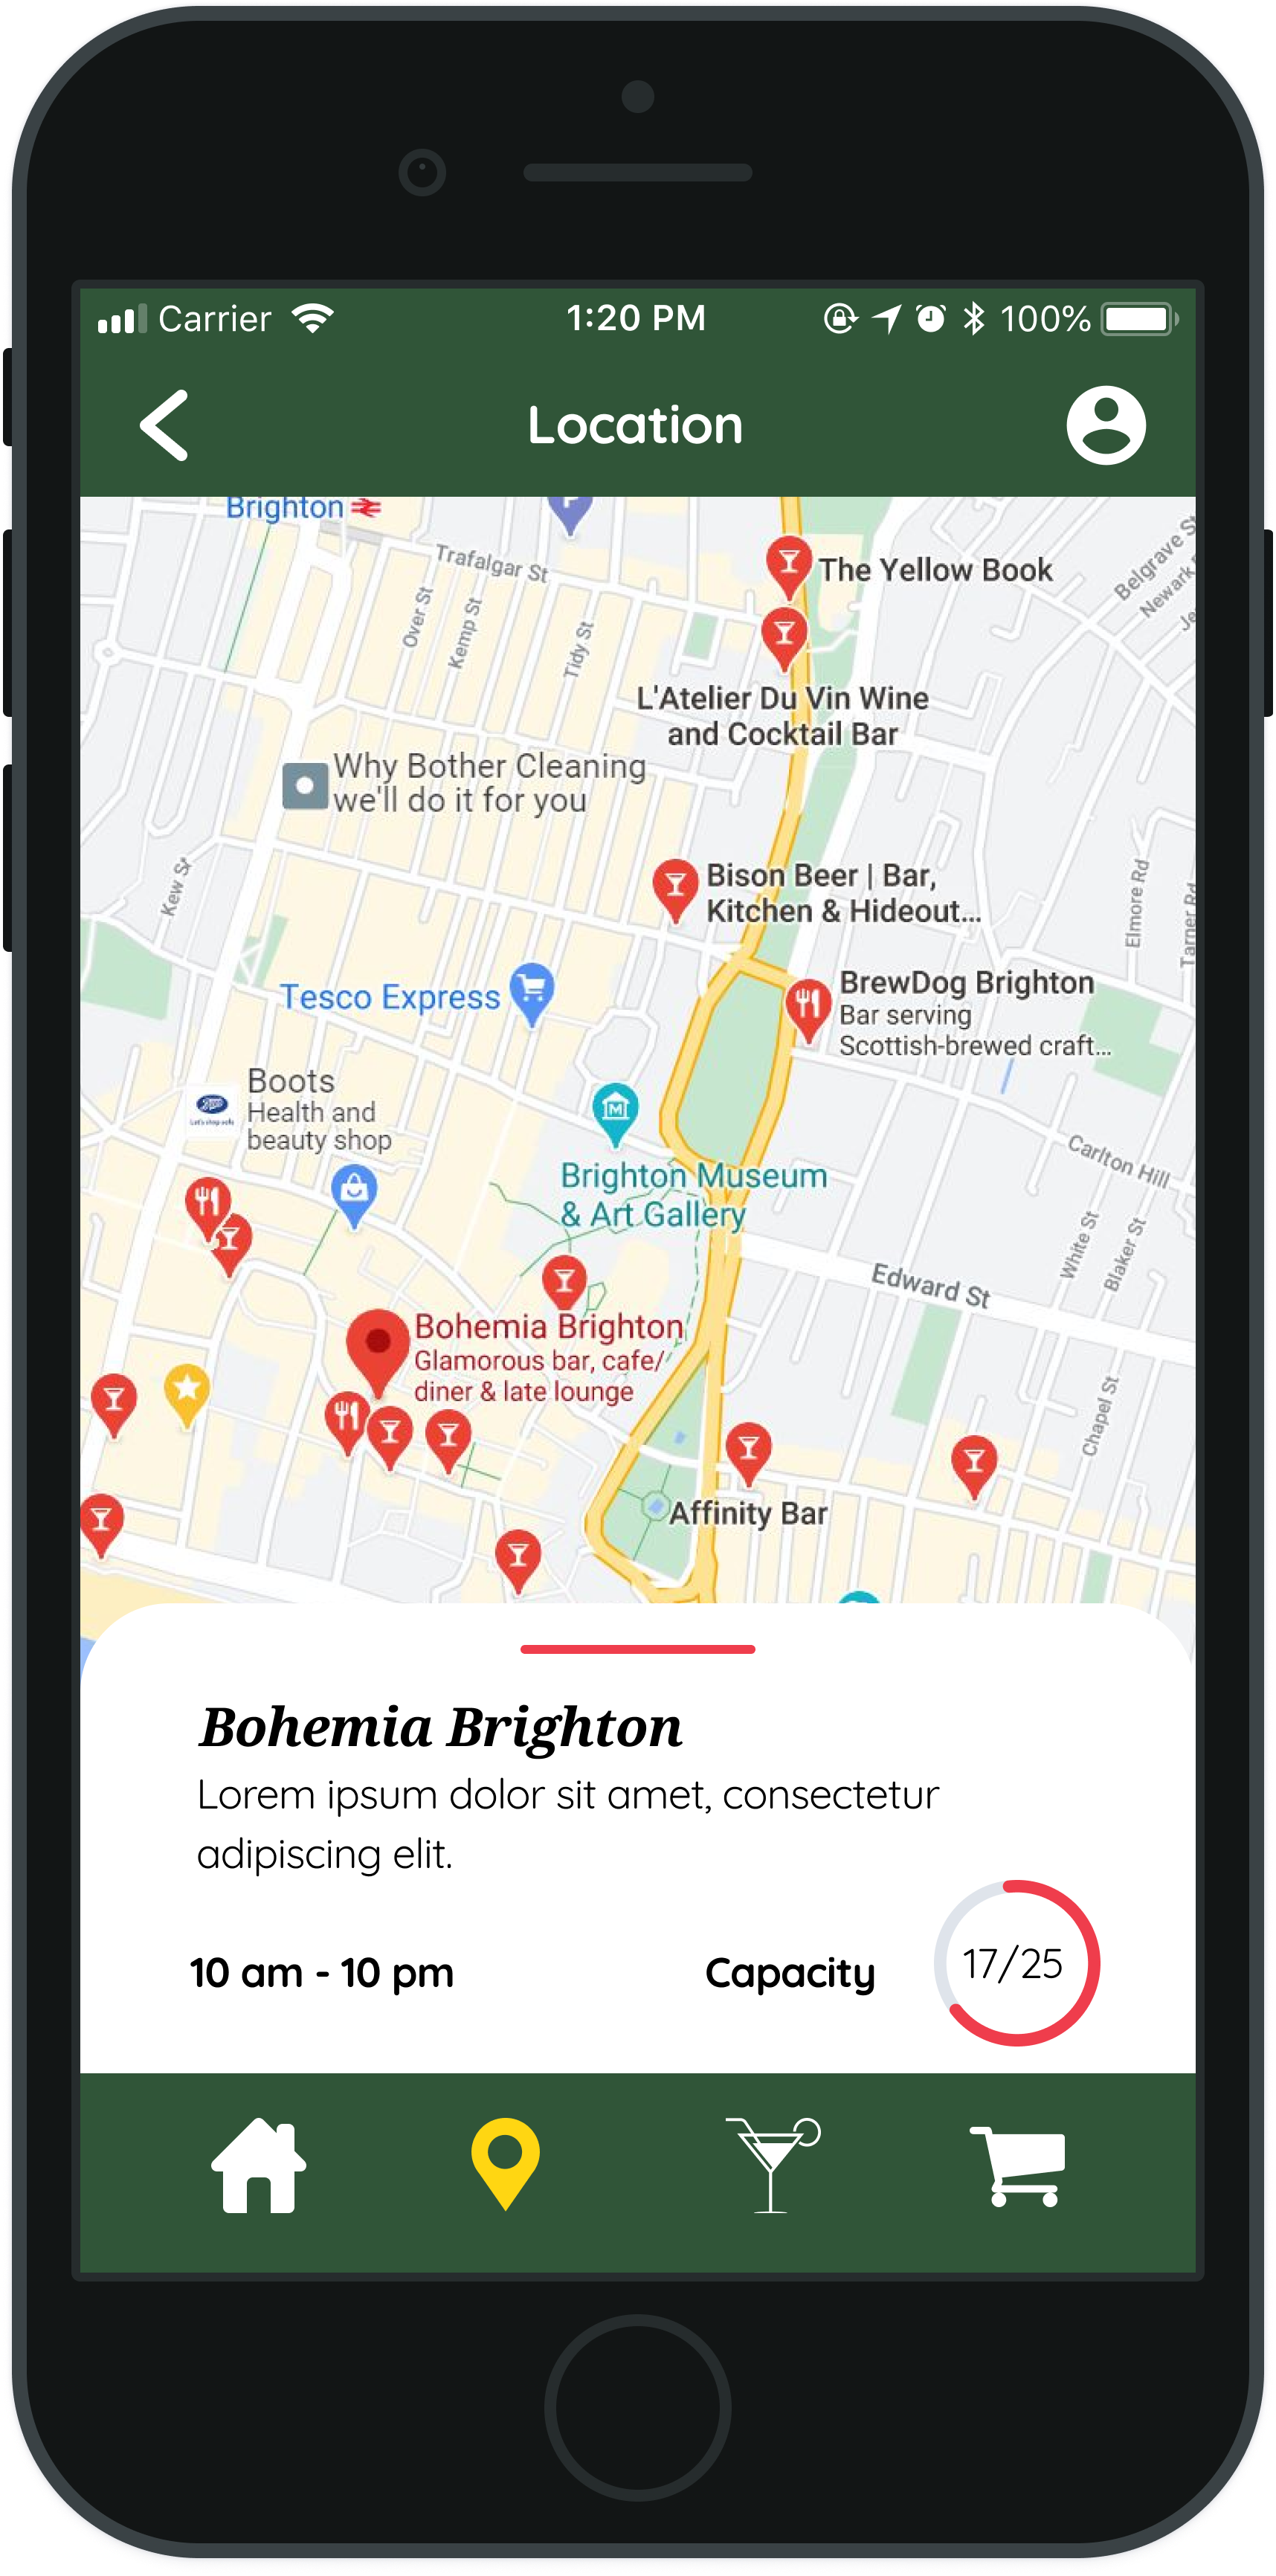 Carrier
1:20 PM
100%
Location
Brighton
P
Trafalgar St
Over St
Kemp St
Tidy St
The Yellow Book
Belgrave St
Newark
Je
L'Atelier Du Vin Wine
and Cocktail Bar
Why Bother Cleaning
we'll do it for you
Kew St
Bison Beer | Bar,
Kitchen & Hideout...
Elmore Rd
Tarner Rd
Tesco Express
BrewDog Brighton
Bar serving
Scottish-brewed craft...
Boots
Health and
beauty shop
Boots
Let's shop safe
M
Brighton Museum
& Art Gallery
Carlton Hill
White St
Blaker St
Edward St
Bohemia Brighton
Glamorous bar, cafe/
diner & late lounge
Chapel St
Affinity Bar
Bohemia Brighton
Lorem ipsum dolor sit amet, consectetur
adipiscing elit.
10 am - 10 pm
Capacity
17/25